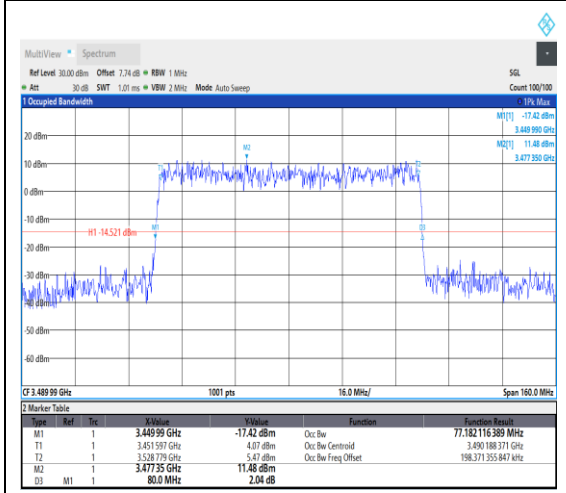 MultiView Spectrum
Ref Level 30.00 dBm Offset 7.74 dB RBW 1 MHz SGL
Att 30 dB SWT 1.01 ms VBW 2 MHz Mode Auto Sweep Count 100/100
1 Occupied Bandwidth 1Pk Max
M1[1] -17.42 dBm
3.449 990 GHz
M2[1] 11.48 dBm
3.477 350 GHz
20 dBm
M2
T1
10 dBm
0 dBm
-10 dBm
H1 -14.521 dBm M1 D3
-20 dBm
-30 dBm
-40 dBm
-50 dBm
-60 dBm
CF 3.489 99 GHz 1001 pts 16.0 MHz/ Span 160.0 MHz
2 Marker Table
Type Ref Trc X-Value Y-Value Function Function Result
M1 1 3.449 99 GHz -17.42 dBm Occ Bw 77.182 116 389 MHz
T1 1 3.451 597 GHz 4.07 dBm Occ Bw Centroid 3.490 188 371 GHz
T2 1 3.528 779 GHz 5.47 dBm Occ Bw Freq Offset 198.371 355 847 kHz
M2 1 3.477 35 GHz 11.48 dBm
D3 M1 1 80.0 MHz 2.04 dB